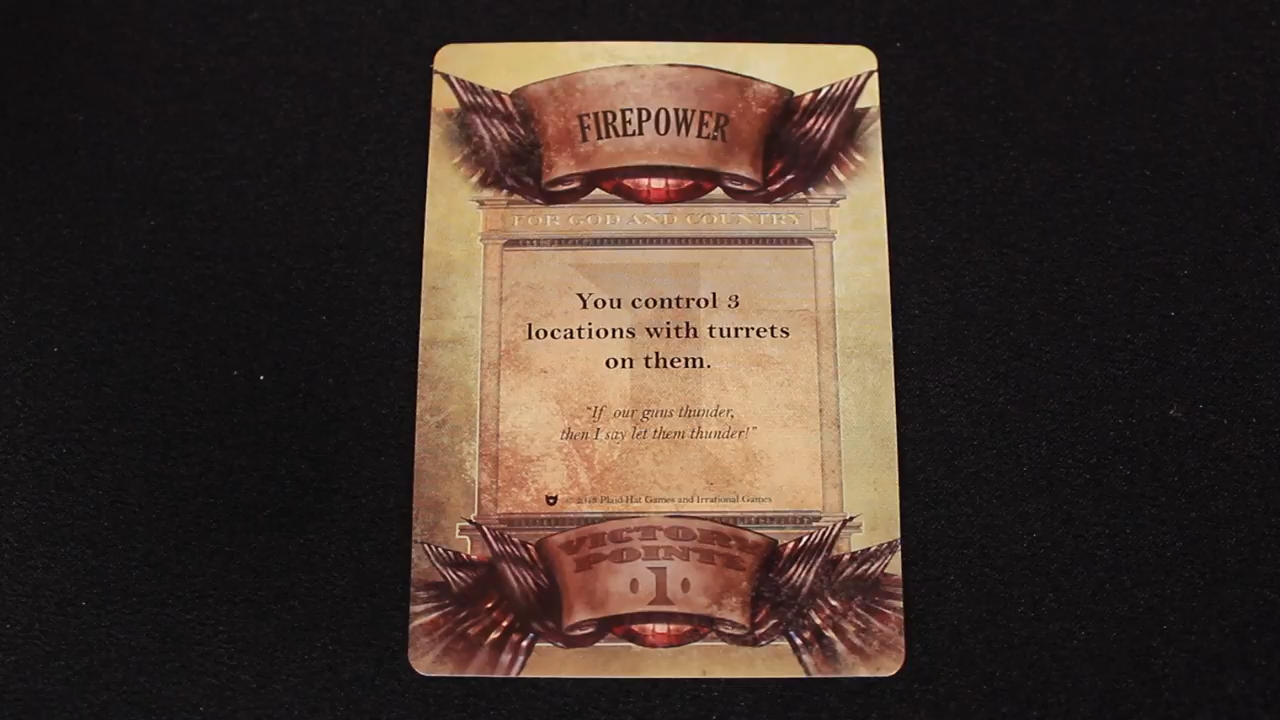 FIREPOWER
FOR GOD AND COUNTRY
You control 3
locations with turrets
on them.
"If our guns thunder,
then I say let them thunder!"
© 2013 Plaid Hat Games and Irrational Games
VICTORY
POINTS
1